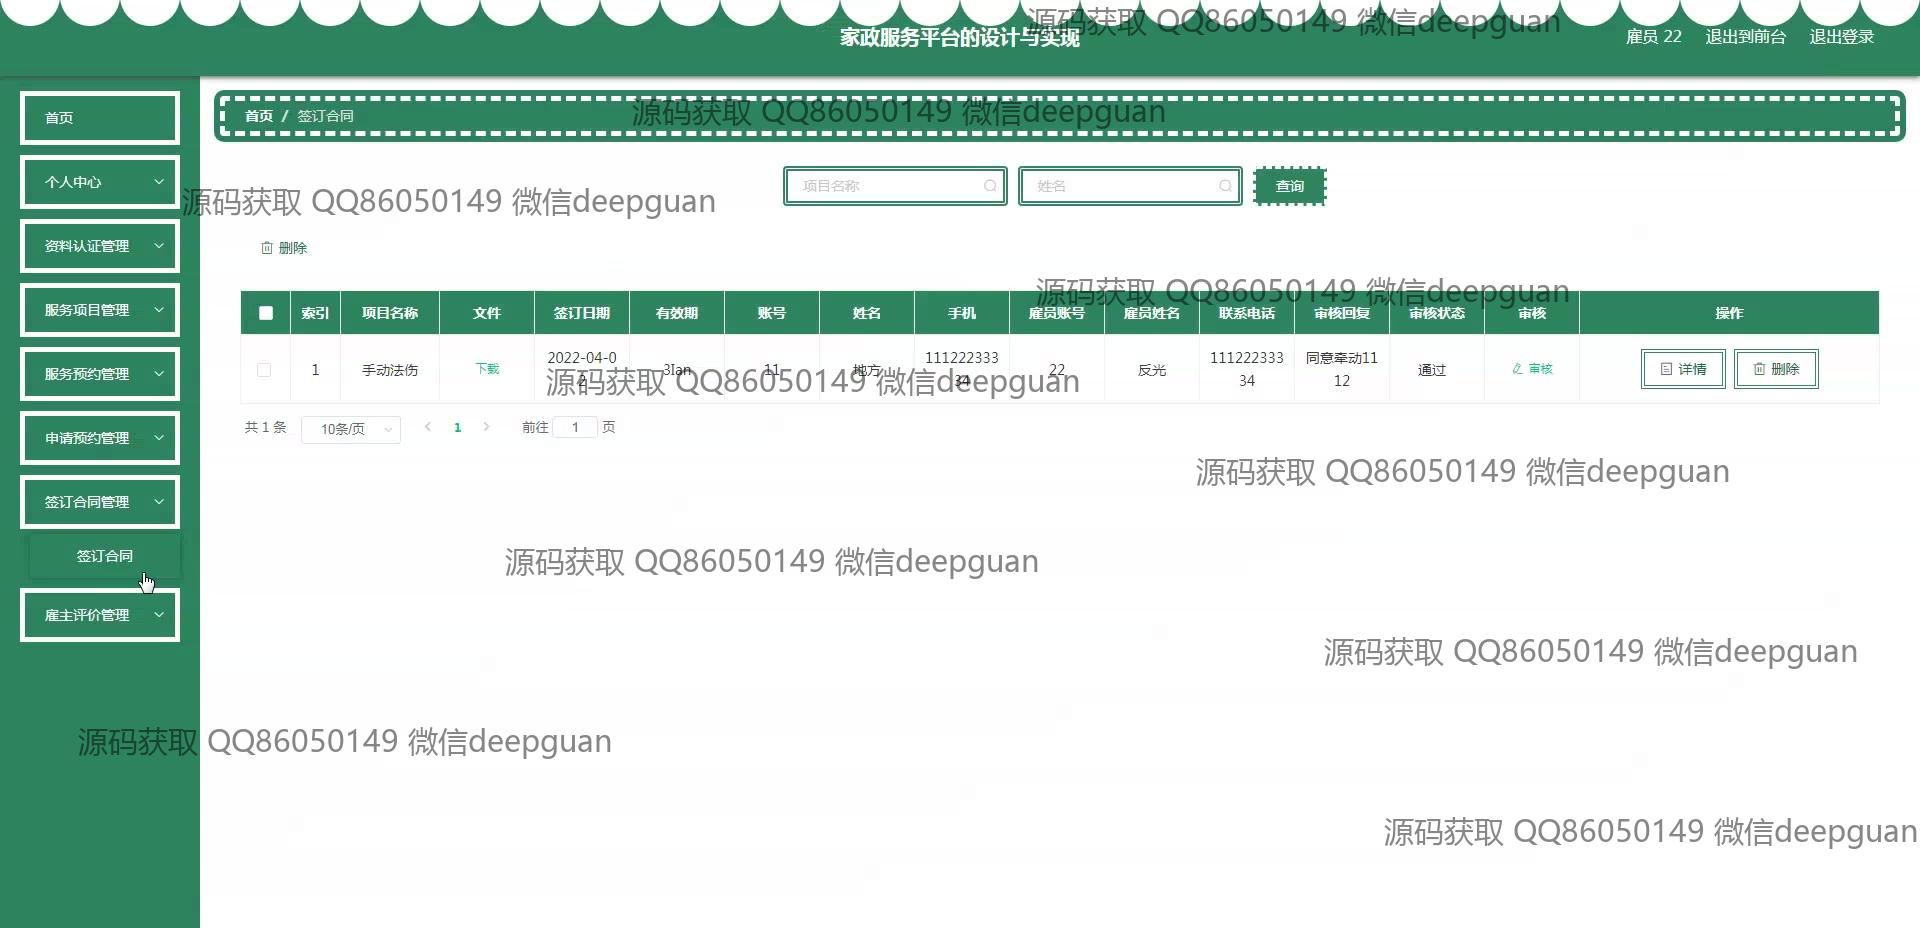 源码获取 QQ86050149 微信deepguan
家政服务平台的设计与实现
雇员 22 退出到前台 退出登录
首页
个人中心
资料认证管理
服务项目管理
服务预约管理
申请预约管理
签订合同管理
签订合同
雇主评价管理
首页 / 签订合同
源码获取 QQ86050149 微信deepguan
项目名称 姓名 查询
源码获取 QQ86050149 微信deepguan
删除
源码获取 QQ86050149 微信deepguan
索引 项目名称 文件 签订日期 有效期 账号 姓名 手机 雇员账号 雇员姓名 联系电话 审核回复 审核状态 审核 操作
1 手动法伤 下载 2022-04-0 3Ian 11 地方 111222333 22 反光 111222333 同意牵动11 通过 审核 详情 删除
34 34 12
源码获取 QQ86050149 微信deepguan
共 1 条 10条/页 1 前往 1 页
源码获取 QQ86050149 微信deepguan
源码获取 QQ86050149 微信deepguan
源码获取 QQ86050149 微信deepguan
源码获取 QQ86050149 微信deepguan
源码获取 QQ86050149 微信deepguan